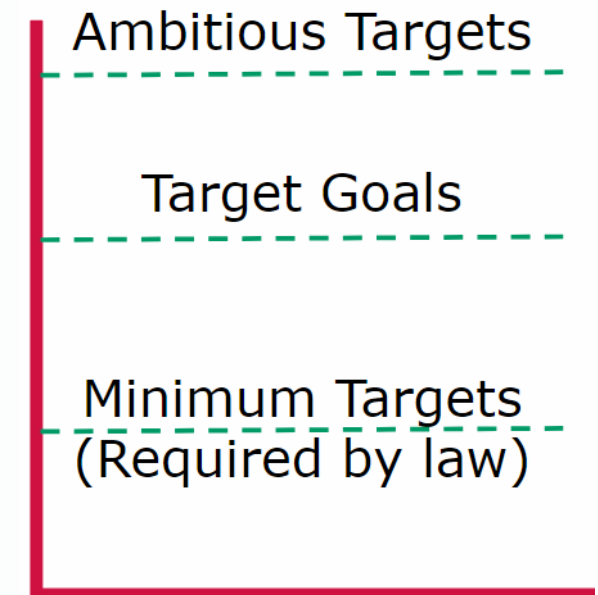 Ambitious Targets
Target Goals
Minimum Targets
(Required by law)